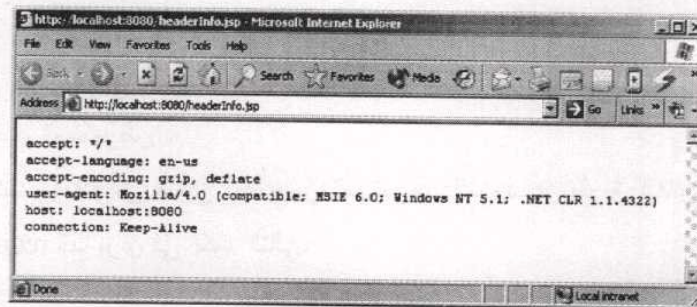 http://localhost:8080/headerInfo.jsp - Microsoft Internet Explorer
File Edit View Favorites Tools Help
Back Search Favorites Media
Address http://localhost:8080/headerInfo.jsp Go Links »
accept: */*
accept-language: en-us
accept-encoding: gzip, deflate
user-agent: Mozilla/4.0 (compatible; MSIE 6.0; Windows NT 5.1; .NET CLR 1.1.4322)
host: localhost:8080
connection: Keep-Alive
Done Local intranet